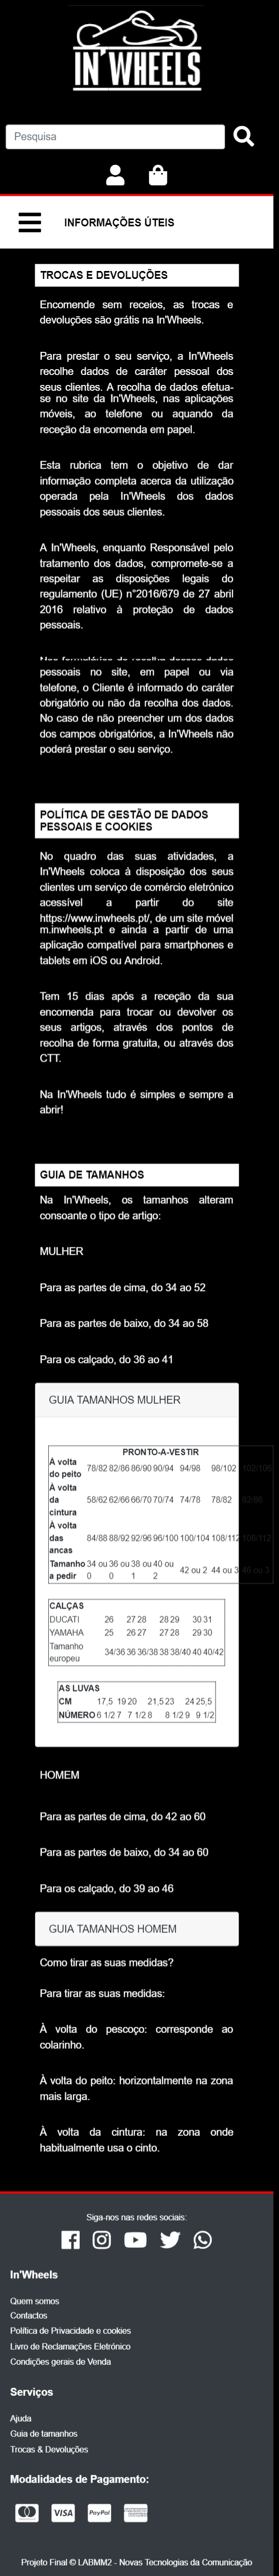 IN'WHEELS
Pesquisa
INFORMAÇÕES ÚTEIS
TROCAS E DEVOLUÇÕES
Encomende sem receios, as trocas e
devoluções são grátis na In'Wheels.
Para prestar o seu serviço, a In'Wheels
recolhe dados de caráter pessoal dos
seus clientes. A recolha de dados efetua-
se no site da In'Wheels, nas aplicações
móveis, ao telefone ou aquando da
receção da encomenda em papel.
Esta rubrica tem o objetivo de dar
informação completa acerca da utilização
operada pela In'Wheels dos dados
pessoais dos seus clientes.
A In'Wheels, enquanto Responsável pelo
tratamento dos dados, compromete-se a
respeitar as disposições legais do
regulamento (UE) n°2016/679 de 27 abril
2016 relativo à proteção de dados
pessoais.
pessoais no site, em papel ou via
telefone, o Cliente é informado do caráter
obrigatório ou não da recolha dos dados.
No caso de não preencher um dos dados
dos campos obrigatórios, a In'Wheels não
poderá prestar o seu serviço.
POLÍTICA DE GESTÃO DE DADOS
PESSOAIS E COOKIES
No quadro das suas atividades, a
In'Wheels coloca à disposição dos seus
clientes um serviço de comércio eletrónico
acessível a partir do site
https://www.inwheels.pt/, de um site móvel
m.inwheels.pt e ainda a partir de uma
aplicação compatível para smartphones e
tablets em iOS ou Android.
Tem 15 dias após a receção da sua
encomenda para trocar ou devolver os
seus artigos, através dos pontos de
recolha de forma gratuita, ou através dos
CTT.
Na In'Wheels tudo é simples e sempre a
abrir!
GUIA DE TAMANHOS
Na In'Wheels, os tamanhos alteram
consoante o tipo de artigo:
MULHER
Para as partes de cima, do 34 ao 52
Para as partes de baixo, do 34 ao 58
Para os calçado, do 36 ao 41
GUIA TAMANHOS MULHER
PRONTO-A-VESTIR
À volta
do peito 78/82 82/86 86/90 90/94 94/98 98/102 102/106
À volta
da
cintura 58/62 62/66 66/70 70/74 74/78 78/82 82/86
À volta
das
ancas 84/88 88/92 92/96 96/100 100/104 108/112 108/112
Tamanho 34 ou 36 ou 38 ou 40 ou
a pedir 0 0 1 2 42 ou 2 44 ou 3 46 ou 3
CALÇAS
DUCATI 26 27 28 28 29 30 31
YAMAHA 25 26 27 27 28 29 30
Tamanho
europeu 34/36 36 36/38 38 38/40 40 40/42
AS LUVAS
CM 17,5 19 20 21,5 23 24 25,5
NÚMERO 6 1/2 7 7 1/2 8 8 1/2 9 9 1/2
HOMEM
Para as partes de cima, do 42 ao 60
Para as partes de baixo, do 34 ao 60
Para os calçado, do 39 ao 46
GUIA TAMANHOS HOMEM
Como tirar as suas medidas?
Para tirar as suas medidas:
À volta do pescoço: corresponde ao
colarinho.
À volta do peito: horizontalmente na zona
mais larga.
À volta da cintura: na zona onde
habitualmente usa o cinto.
Siga-nos nas redes sociais:
In'Wheels
Quem somos
Contactos
Política de Privacidade e cookies
Livro de Reclamações Eletrónico
Condições gerais de Venda
Serviços
Ajuda
Guia de tamanhos
Trocas & Devoluções
Modalidades de Pagamento:
VISA PayPal
Projeto Final © LABMM2 - Novas Tecnologias da Comunicação